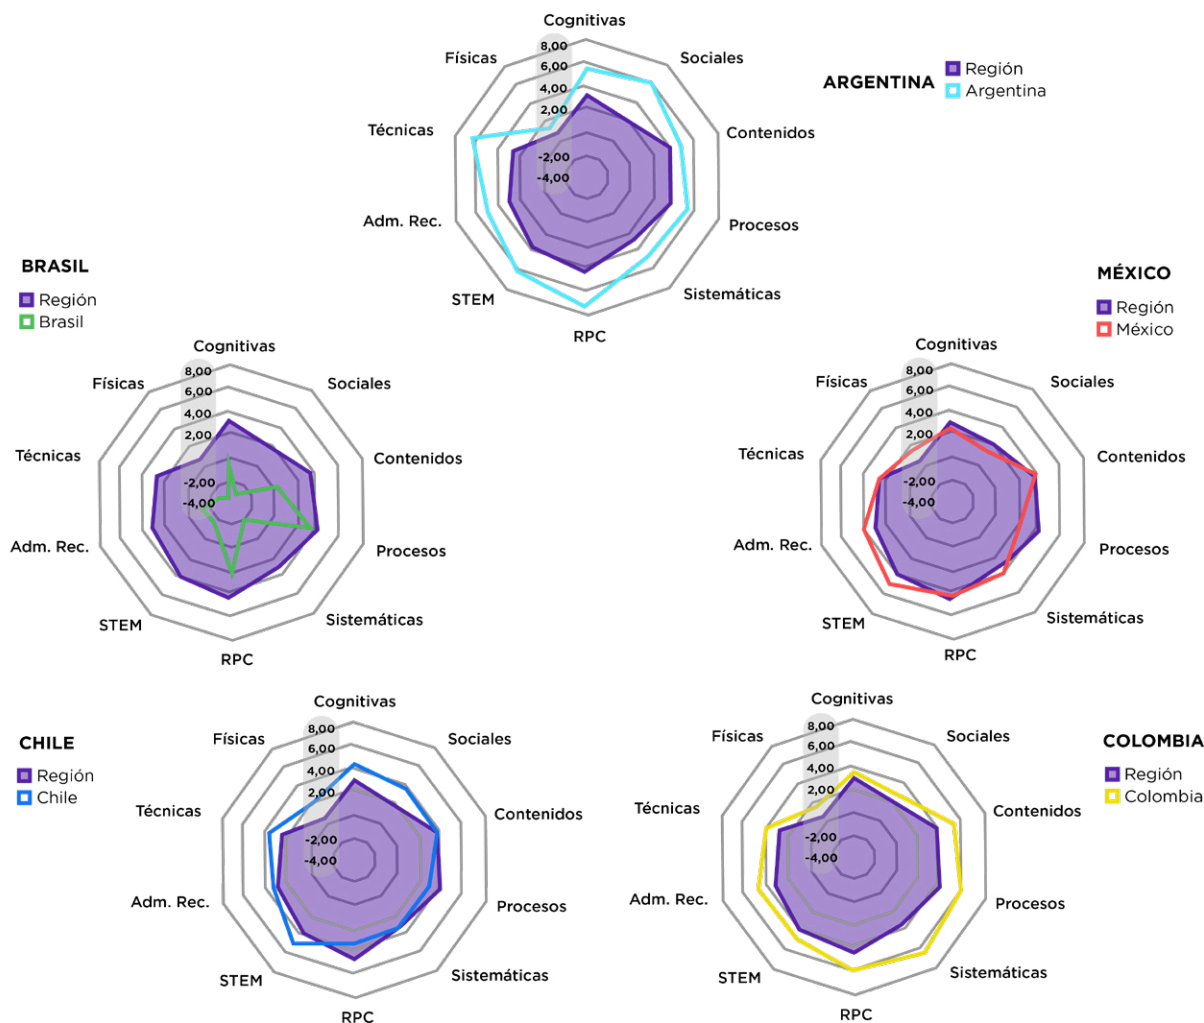 Cognitivas
Físicas
Sociales
Técnicas
Contenidos
Adm. Rec.
Procesos
STEM
Sistemáticas
RPC
8,00
6,00
4,00
2,00
-2,00
-4,00
ARGENTINA
Región
Argentina
BRASIL
Región
Brasil
Cognitivas
Físicas
Sociales
Técnicas
Contenidos
Adm. Rec.
Procesos
STEM
Sistemáticas
RPC
8,00
6,00
4,00
2,00
-2,00
-4,00
MÉXICO
Región
México
Cognitivas
Físicas
Sociales
Técnicas
Contenidos
Adm. Rec.
Procesos
STEM
Sistemáticas
RPC
8,00
6,00
4,00
2,00
-2,00
-4,00
CHILE
Región
Chile
Cognitivas
Físicas
Sociales
Técnicas
Contenidos
Adm. Rec.
Procesos
STEM
Sistemáticas
RPC
8,00
6,00
4,00
2,00
-2,00
-4,00
COLOMBIA
Región
Colombia
Cognitivas
Físicas
Sociales
Técnicas
Contenidos
Adm. Rec.
Procesos
STEM
Sistemáticas
RPC
8,00
6,00
4,00
2,00
-2,00
-4,00